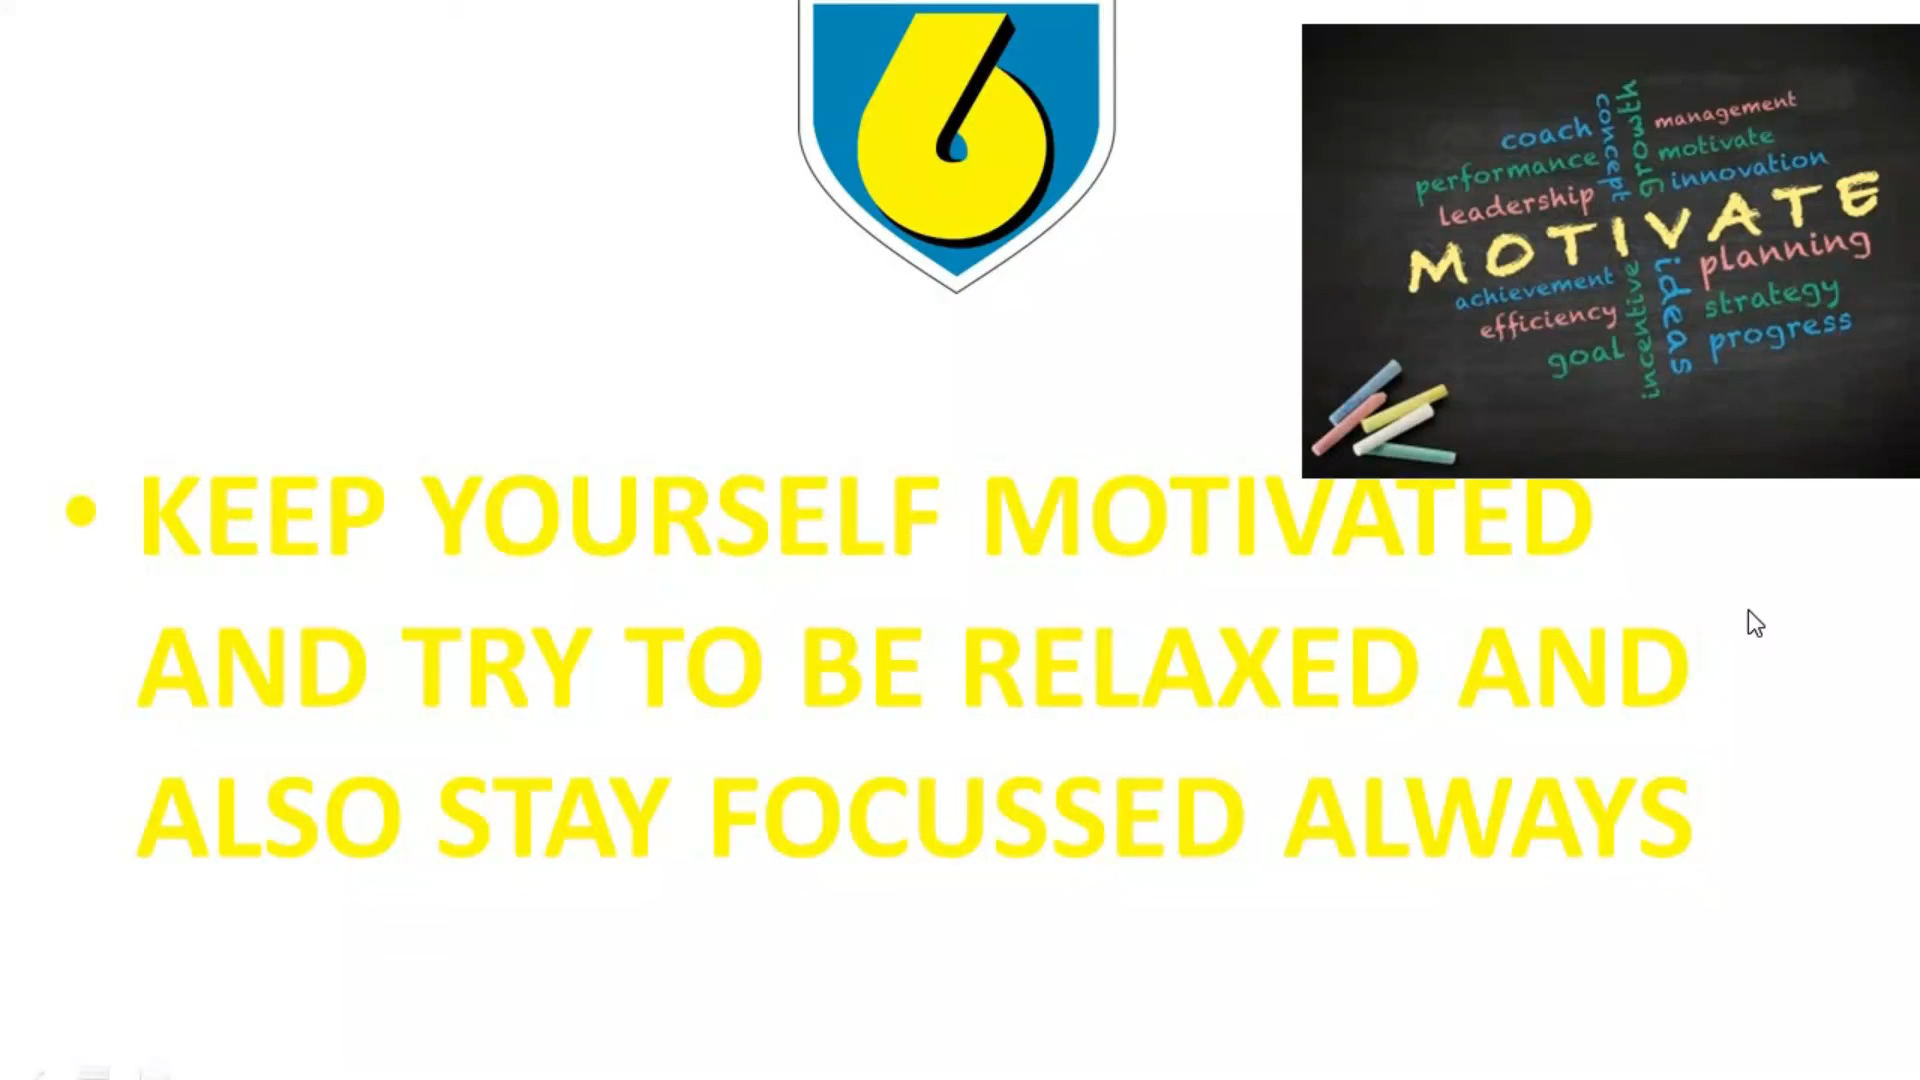 6
coach
concept
growth
management
performance
motivate
leadership
innovation
MOTIVATE
achievement
planning
efficiency
incentive
ideas
strategy
goal
progress
• KEEP YOURSELF MOTIVATED
AND TRY TO BE RELAXED AND
ALSO STAY FOCUSSED ALWAYS